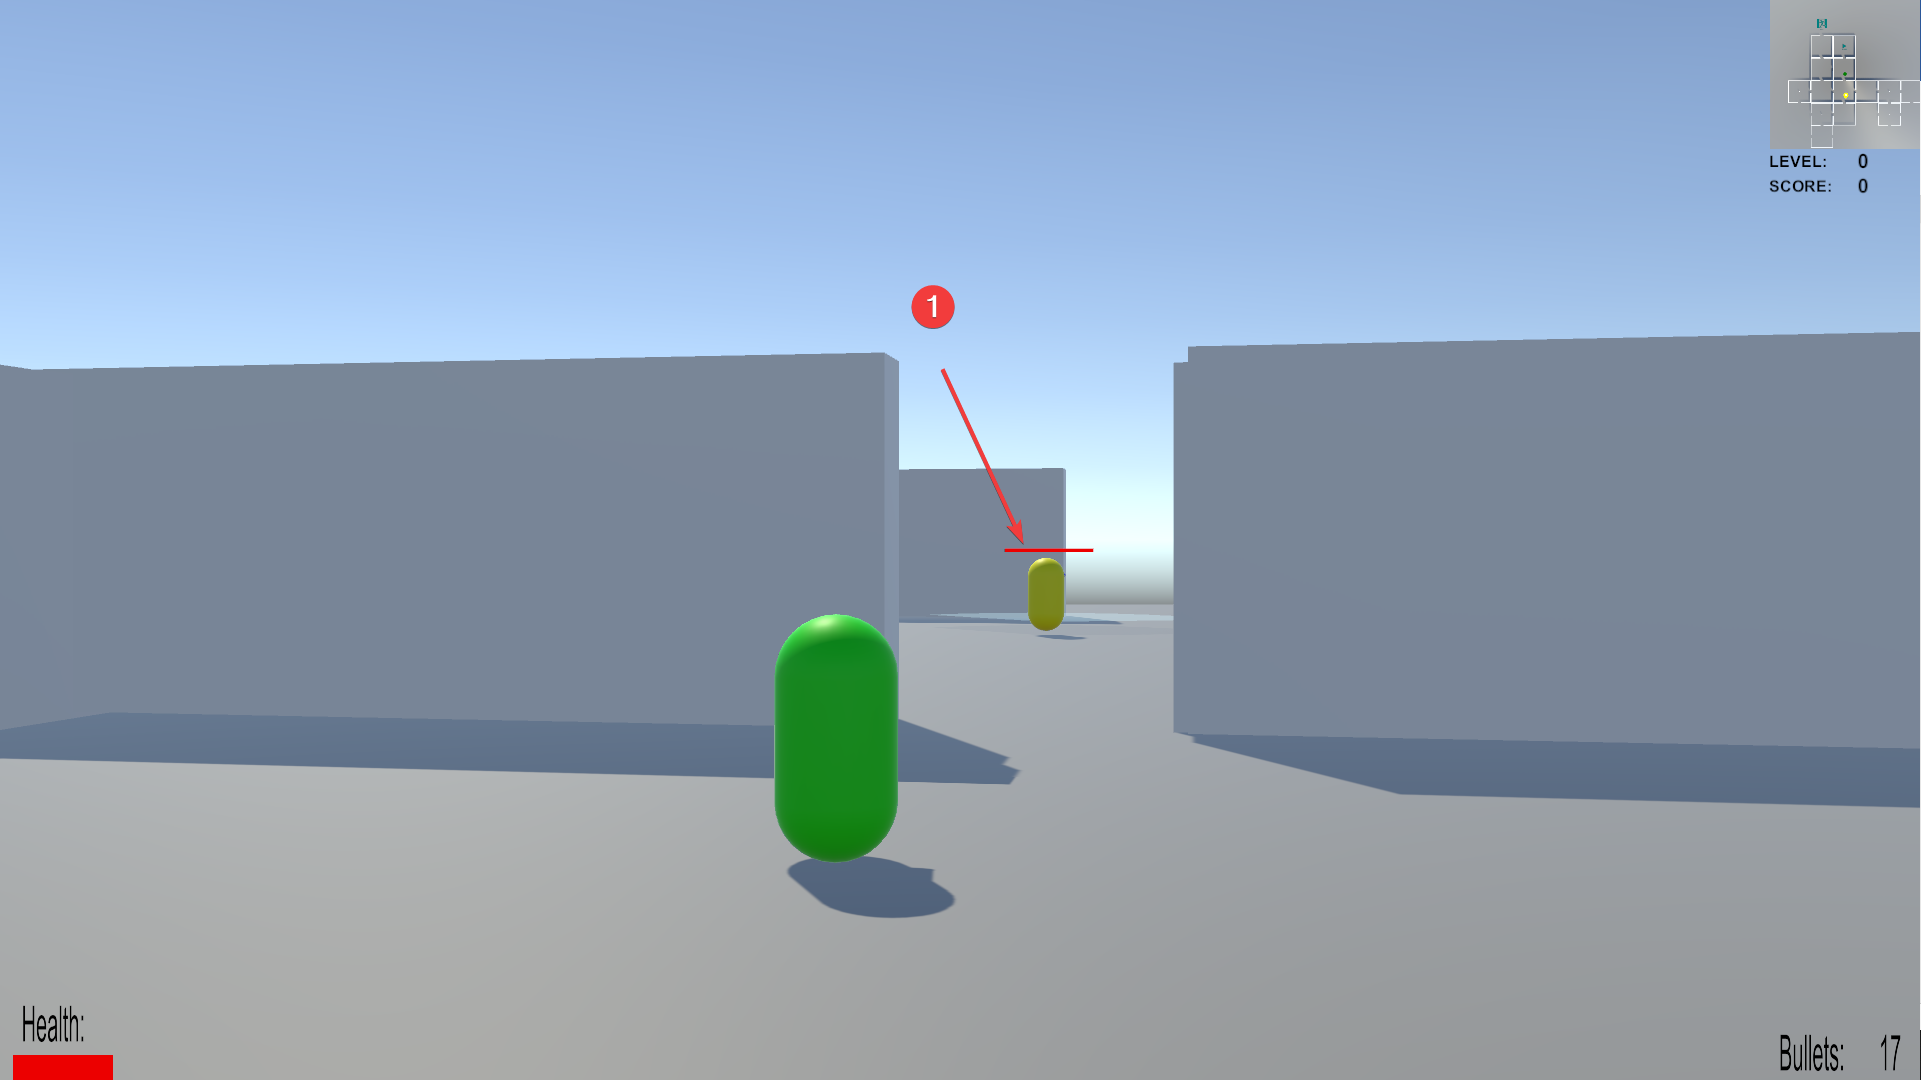 LEVEL: 0
SCORE: 0
1
Health:
Bullets: 17